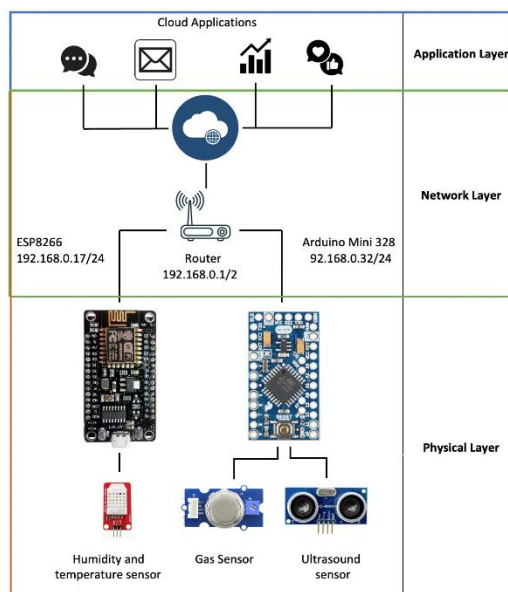 Cloud Applications
Application Layer
Network Layer
ESP8266
192.168.0.17/24
Router
192.168.0.1/2
Arduino Mini 328
92.168.0.32/24
Physical Layer
Humidity and
temperature sensor
Gas Sensor
Ultrasound
sensor